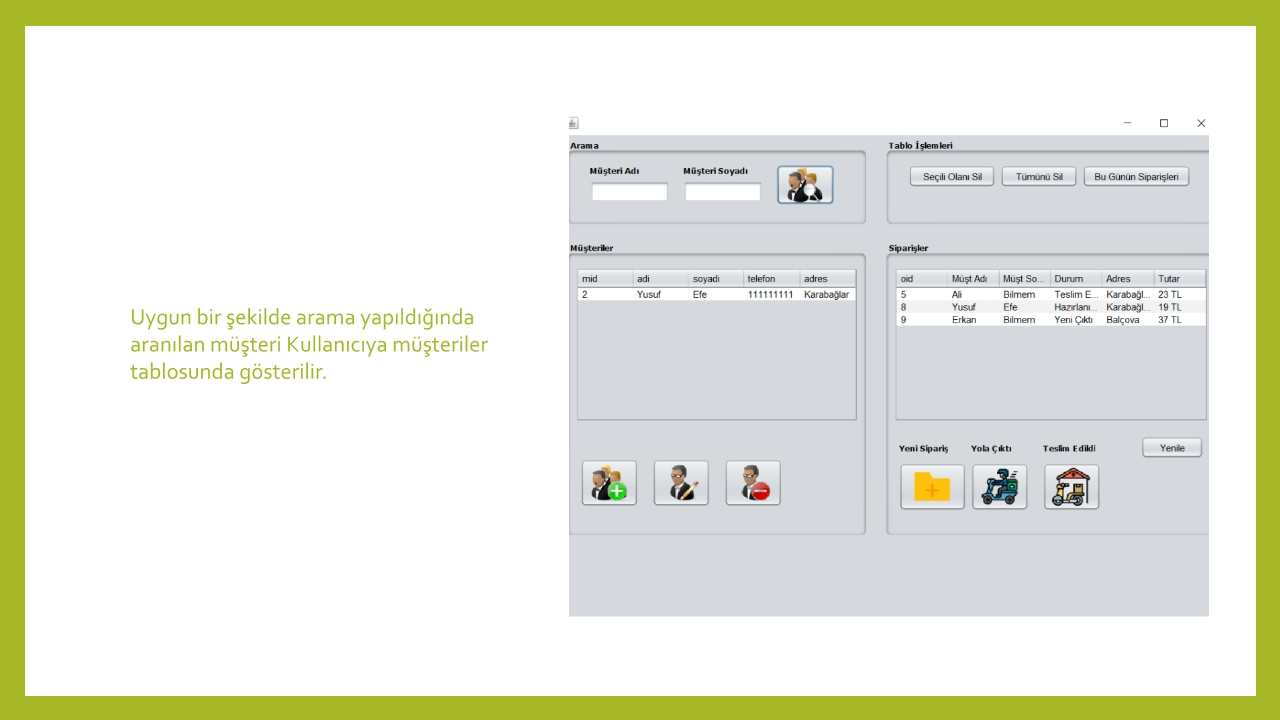 Uygun bir şekilde arama yapıldığında
aranılan müşteri Kullanıcıya müşteriler
tablosunda gösterilir.
Arama
Müşteri Adı Müşteri Soyadı
Tablo İşlemleri
Seçili Olanı Sil Tümünü Sil Bu Günün Siparişleri
Müşteriler
mid adi soyadi telefon adres
2 Yusuf Efe 111111111 Karabağlar
Siparişler
oid Müşt Adı Müşt So... Durum Adres Tutar
5 Ali Bilmem Teslim E... Karabağl... 23 TL
8 Yusuf Efe Hazırlanı... Karabağl... 19 TL
9 Erkan Bilmem Yeni Çıktı Balçova 37 TL
Yeni Sipariş Yola Çıktı Teslim Edildi Yenile